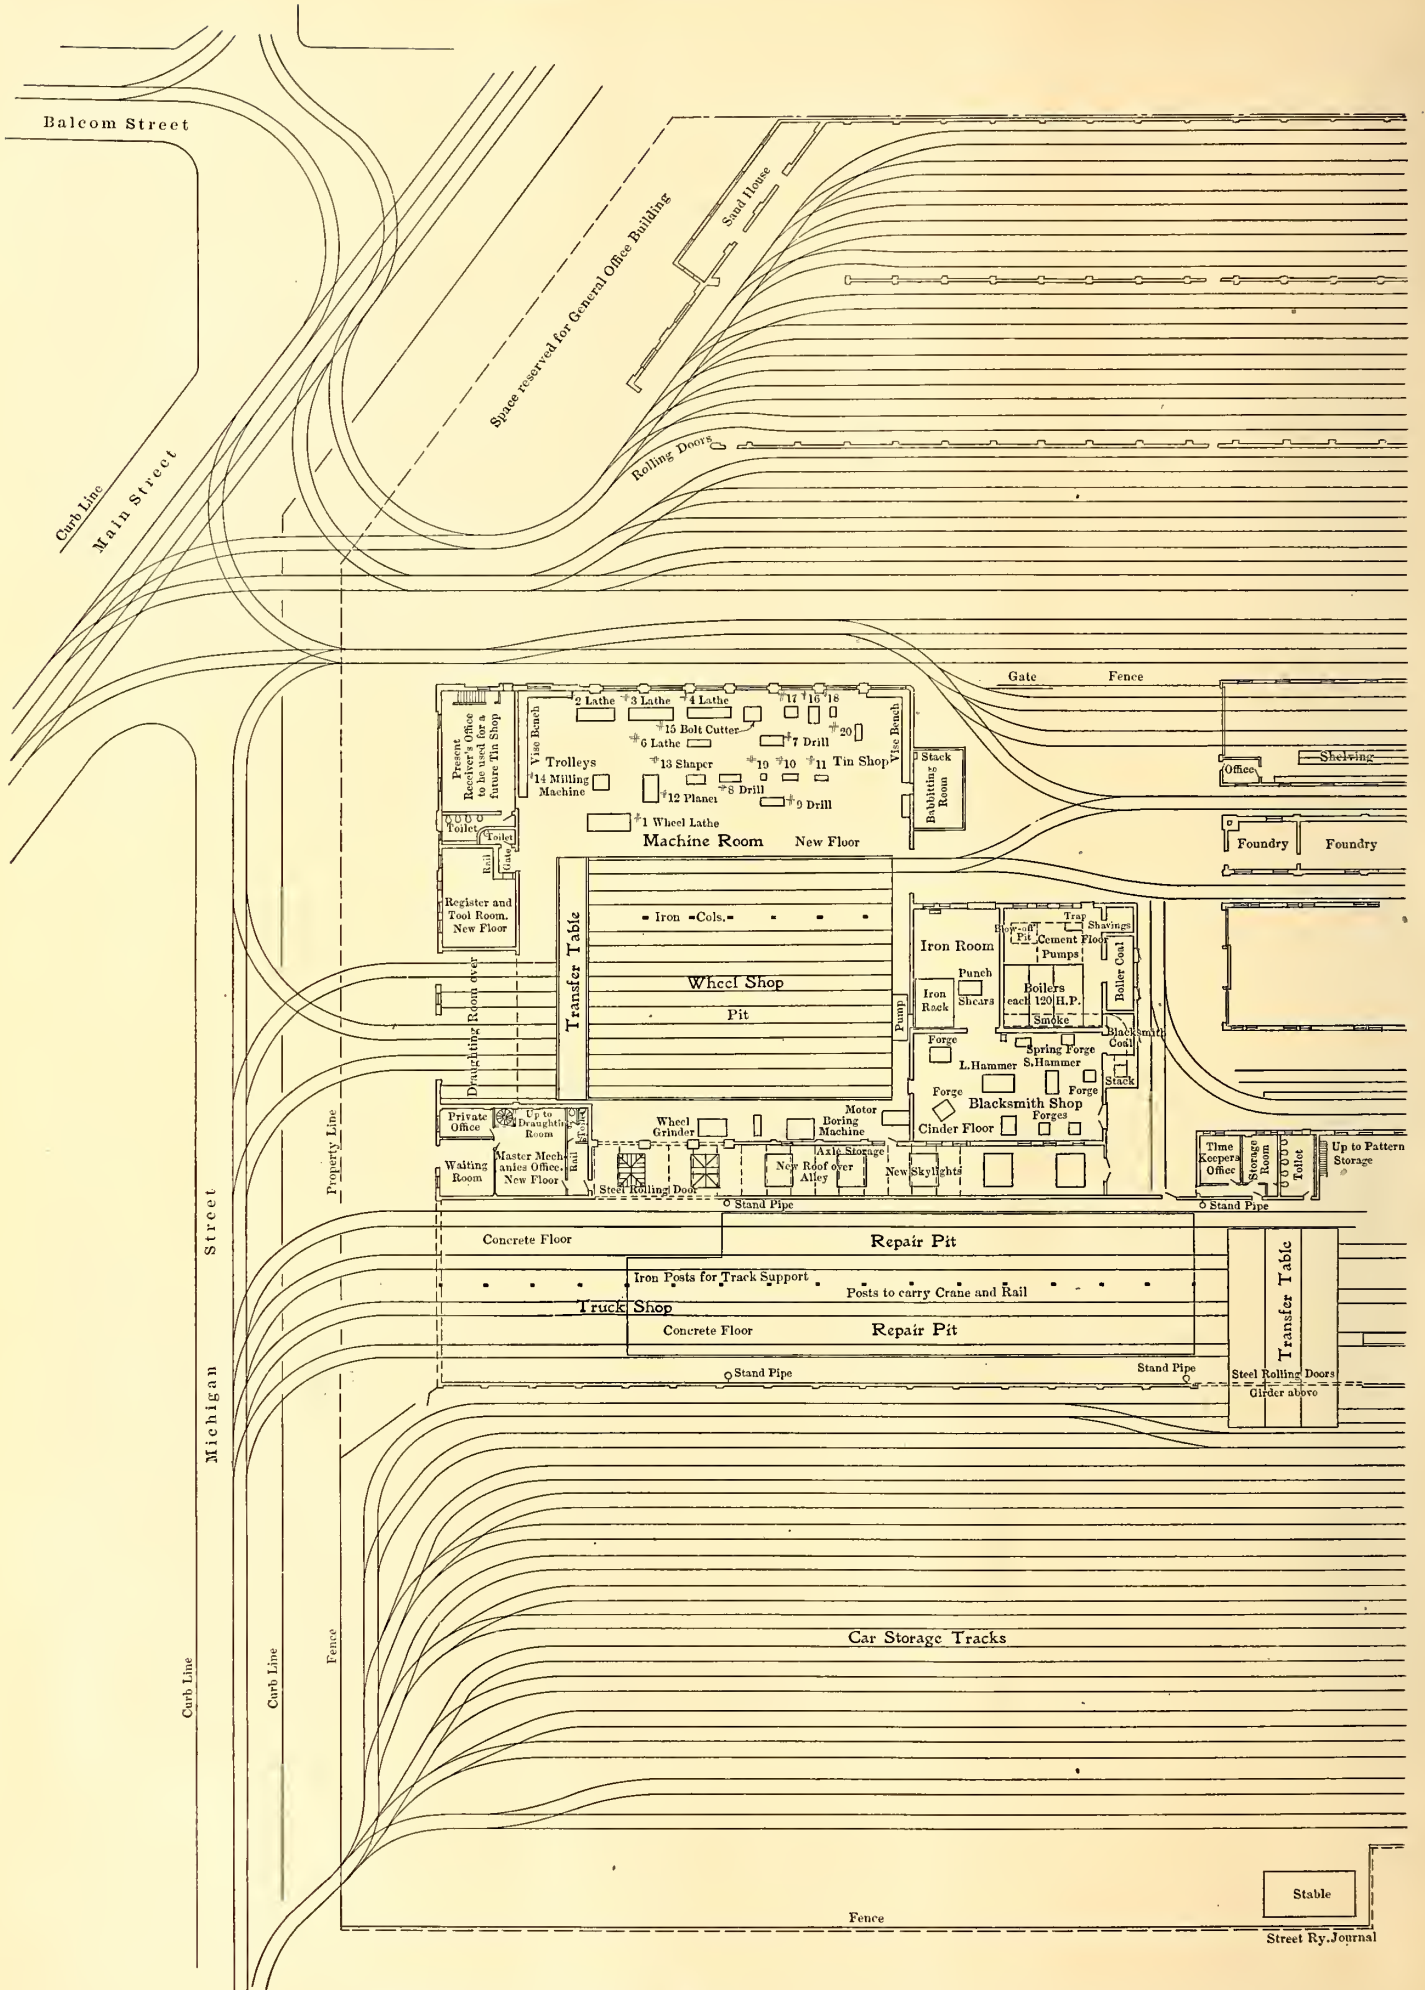 Balcom Street
Sand House
Space reserved for General Office Building
Rolling Doors
Curb Line
Main Street
Gate
Fence
Present
Receiver's Office
to be used for a
future Tin Shop
Vise Bench
2 Lathe
#3 Lathe
#4 Lathe
#17
#16
#18
#15 Bolt Cutter
#20
Vise Bench
#6 Lathe
#7 Drill
Trolleys
#13 Shaper
#19
#10
#11
Tin Shop
#14 Milling
Machine
#12 Planer
#8 Drill
#9 Drill
Stack
Babbitting
Room
Office
Shelving
Toilet
Toilet
#1 Wheel Lathe
Machine Room
New Floor
Foundry
Foundry
Rail
Gate
Register and
Tool Room.
New Floor
Iron Cols.
Transfer Table
Wheel Shop
Pit
Pump
Iron Room
Trap
Shavings
Blow-off
Pit
Cement Floor
Pumps
Boiler Coal
Punch
Shears
Iron
Rack
Boilers
each 120 H.P.
Smoke
Blacksmith
Coal
Draughting Room over
Forge
Spring Forge
L.Hammer
S.Hammer
Stack
Forge
Forge
Blacksmith Shop
Cinder Floor
Forges
Property Line
Private
Office
Up to
Draughting
Room
Toilet
Wheel
Grinder
Motor
Boring
Machine
Waiting
Room
Master Mech-
anics Office.
New Floor
Rail
Axle Storage
New Roof over
Alley
New Skylights
Steel Rolling Door
Time
Keepers
Office
Storage
Room
Toilet
Up to Pattern
Storage
Stand Pipe
Stand Pipe
Michigan Street
Concrete Floor
Repair Pit
Iron Posts for Track Support
Posts to carry Crane and Rail
Truck Shop
Concrete Floor
Repair Pit
Transfer Table
Stand Pipe
Stand Pipe
Steel Rolling Doors
Girder above
Car Storage Tracks
Curb Line
Curb Line
Fence
Stable
Fence
Street Ry. Journal